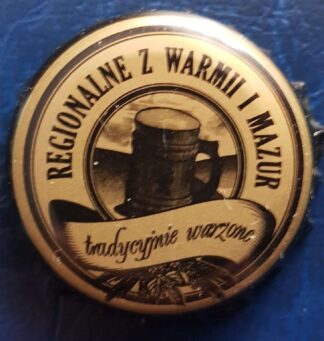 REGIONALNE Z WARMII I MAZUR
tradycyjnie warzone